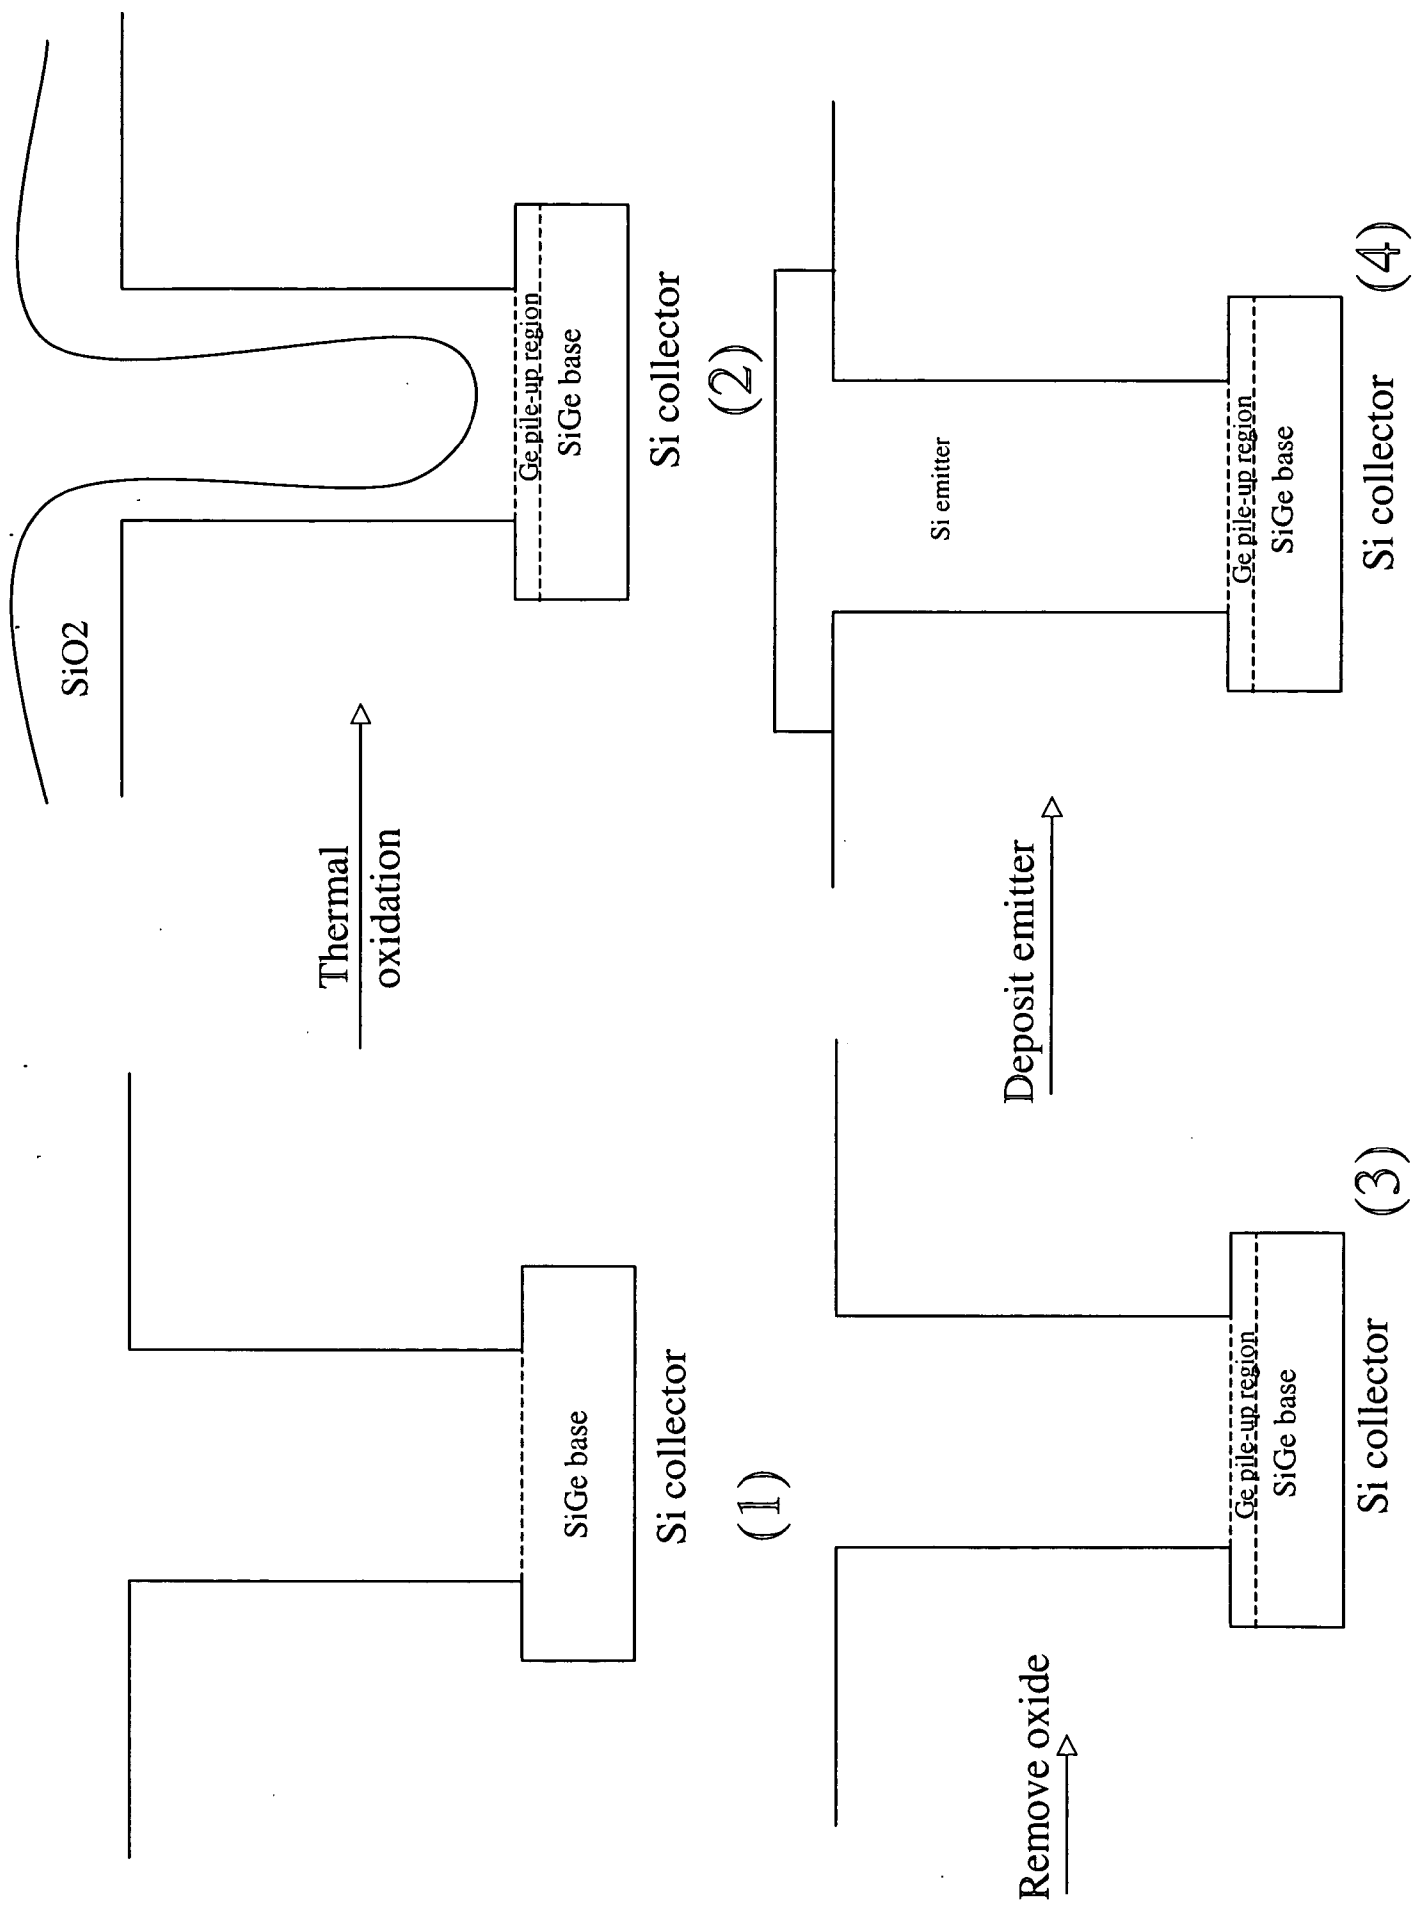 SiGe base
Si collector
(1)
Thermal
oxidation
SiO2
Ge pile-up region
SiGe base
Si collector
(2)
Remove oxide
Ge pile-up region
SiGe base
Si collector
(3)
Deposit emitter
Si emitter
Ge pile-up region
SiGe base
Si collector
(4)